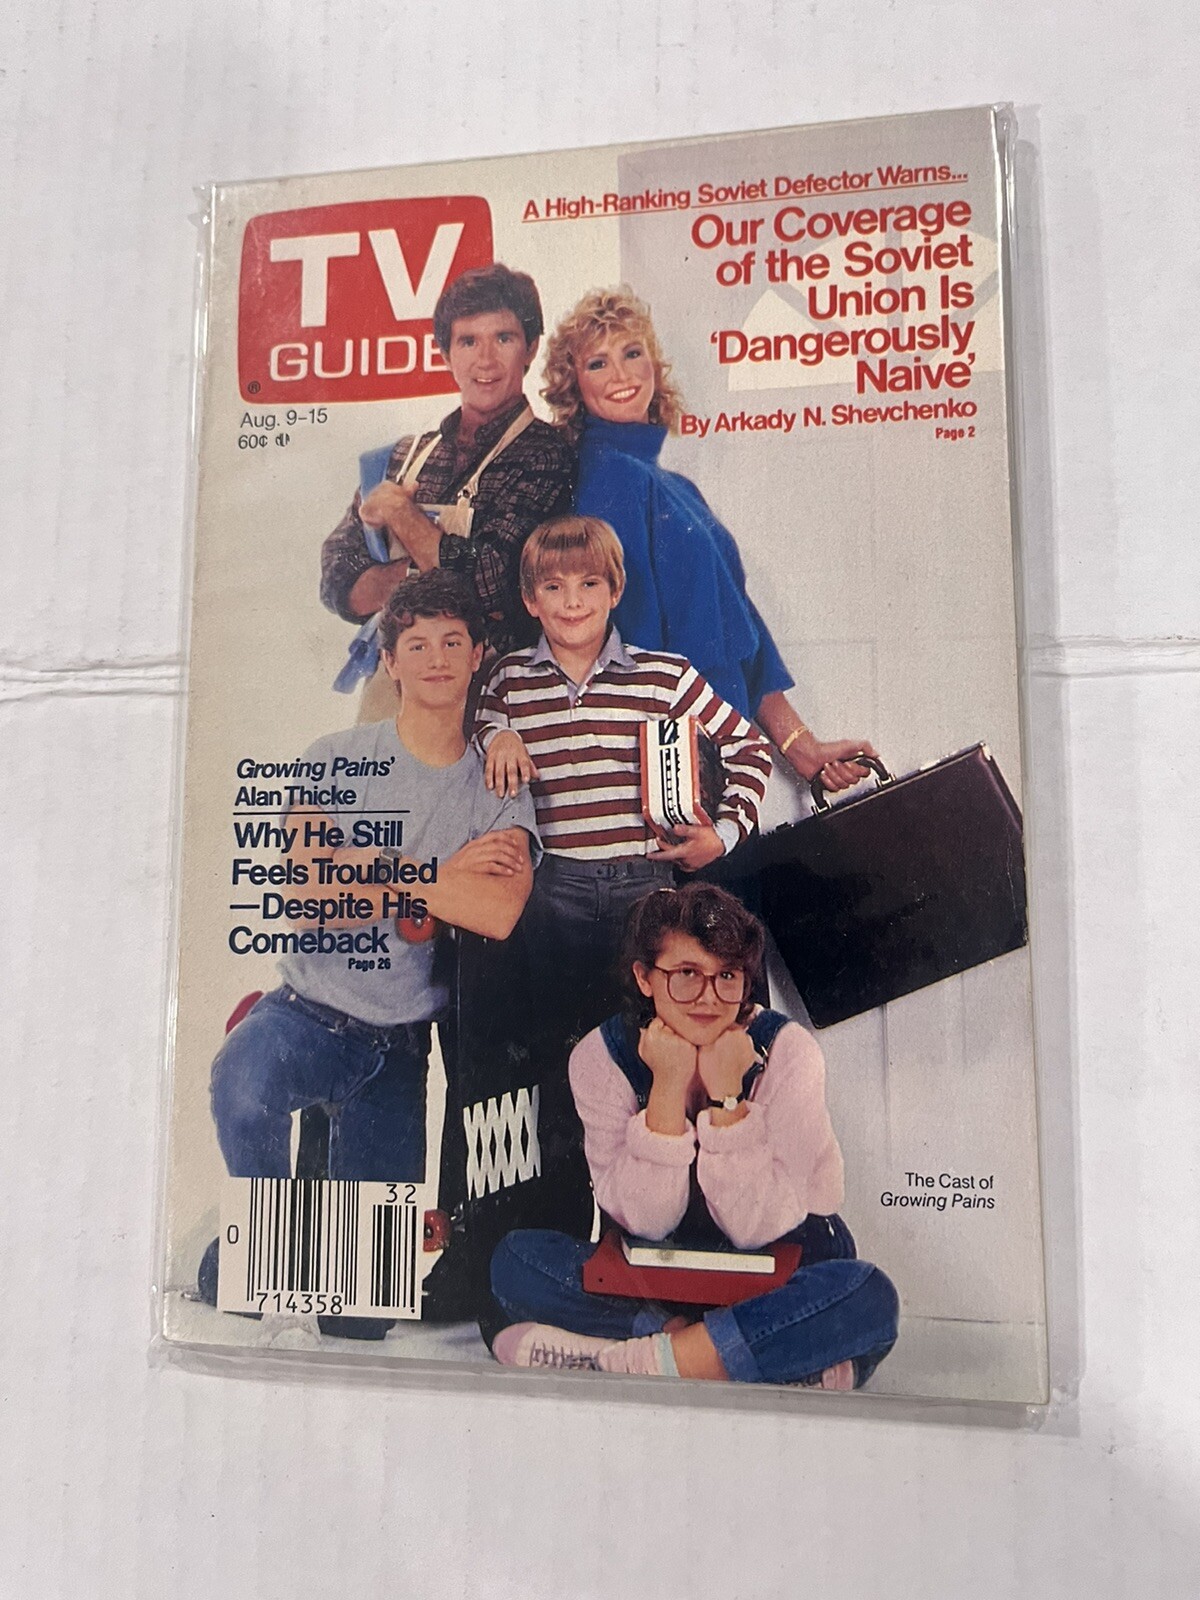 A High-Ranking Soviet Defector Warns...
Our Coverage
of the Soviet
Union Is
‘Dangerously
Naive’
By Arkady N. Shevchenko
Page 2
TV
GUIDE
®
Aug. 9–15
60¢
Growing Pains’
Alan Thicke
Why He Still
Feels Troubled
—Despite His
Comeback
Page 26
The Cast of
Growing Pains
32
0
714358